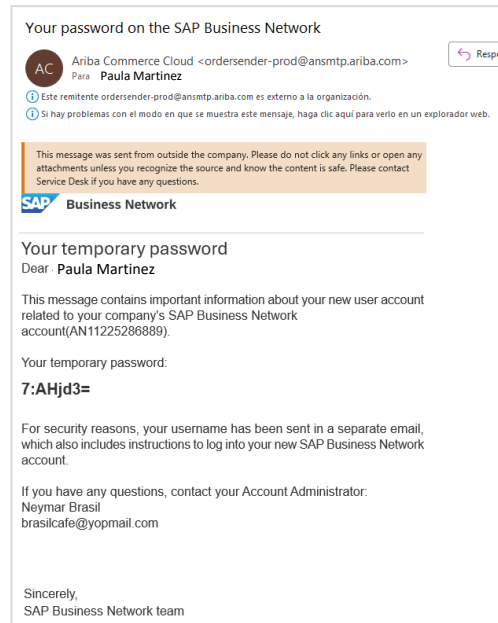 Your password on the SAP Business Network
AC
Ariba Commerce Cloud <ordersender-prod@ansmtp.ariba.com>
Para Paula Martinez
Respo
Este remitente ordersender-prod@ansmtp.ariba.com es externo a la organización.
Si hay problemas con el modo en que se muestra este mensaje, haga clic aquí para verlo en un explorador web.
This message was sent from outside the company. Please do not click any links or open any
attachments unless you recognize the source and know the content is safe. Please contact
Service Desk if you have any questions.
SAP Business Network
Your temporary password
Dear Paula Martinez
This message contains important information about your new user account
related to your company's SAP Business Network
account(AN11225286889).
Your temporary password:
7:AHjd3=
For security reasons, your username has been sent in a separate email,
which also includes instructions to log into your new SAP Business Network
account.
If you have any questions, contact your Account Administrator:
Neymar Brasil
brasilcafe@yopmail.com
Sincerely,
SAP Business Network team